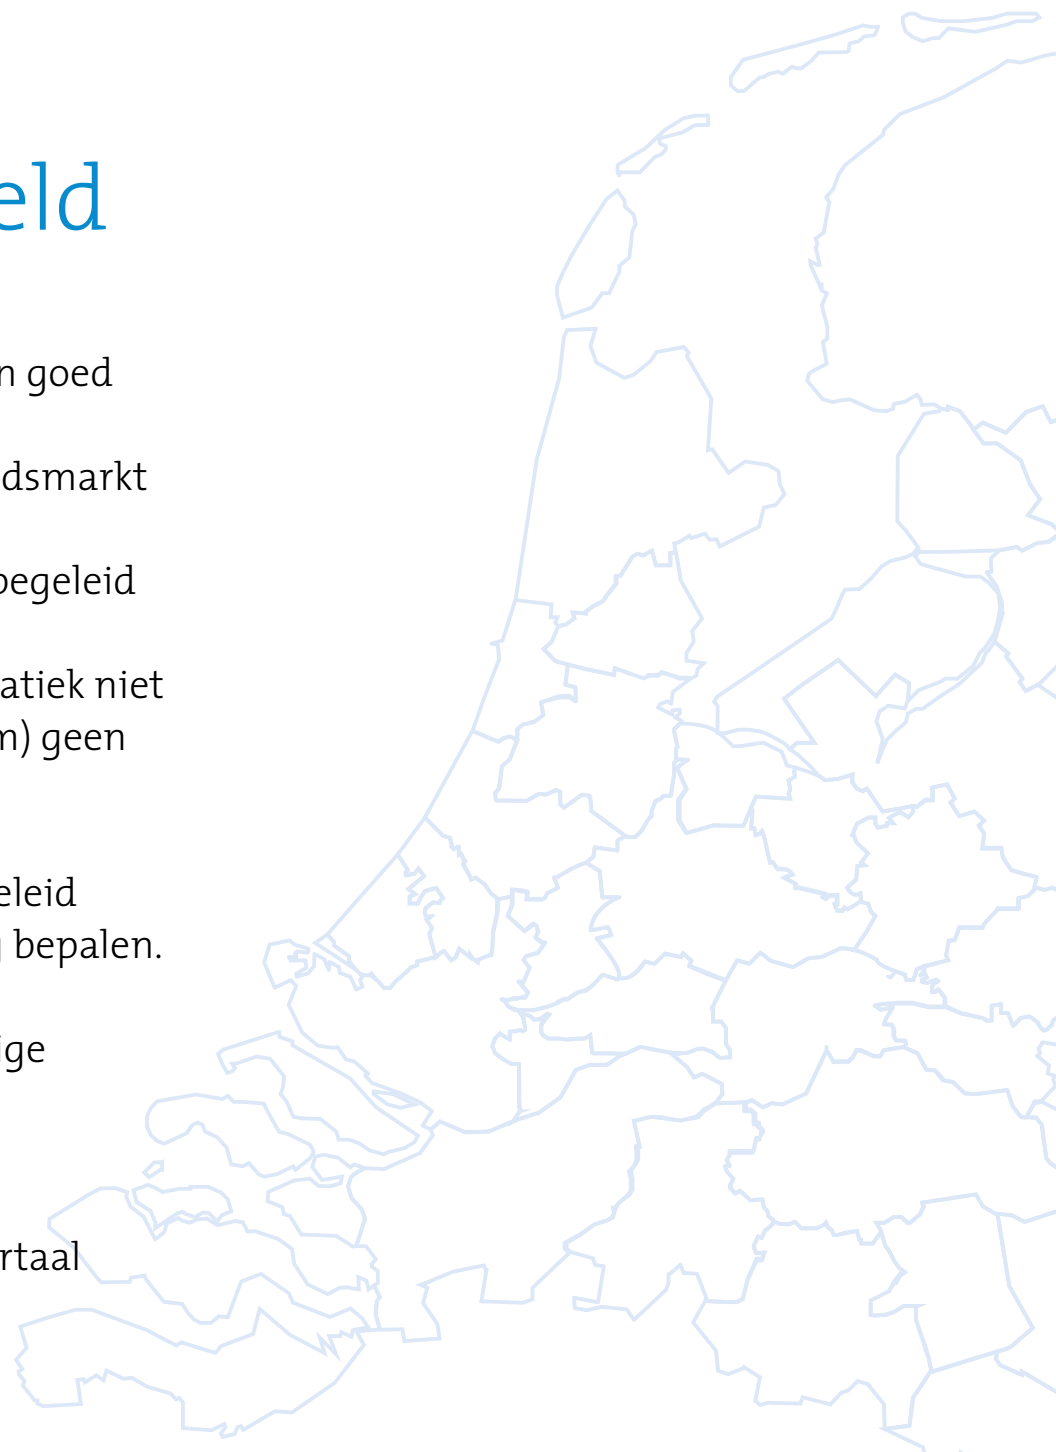 eld
n goed
dsmarkt
begeleid
atiek niet
m) geen
eleid
bepalen.
ige
rtaal